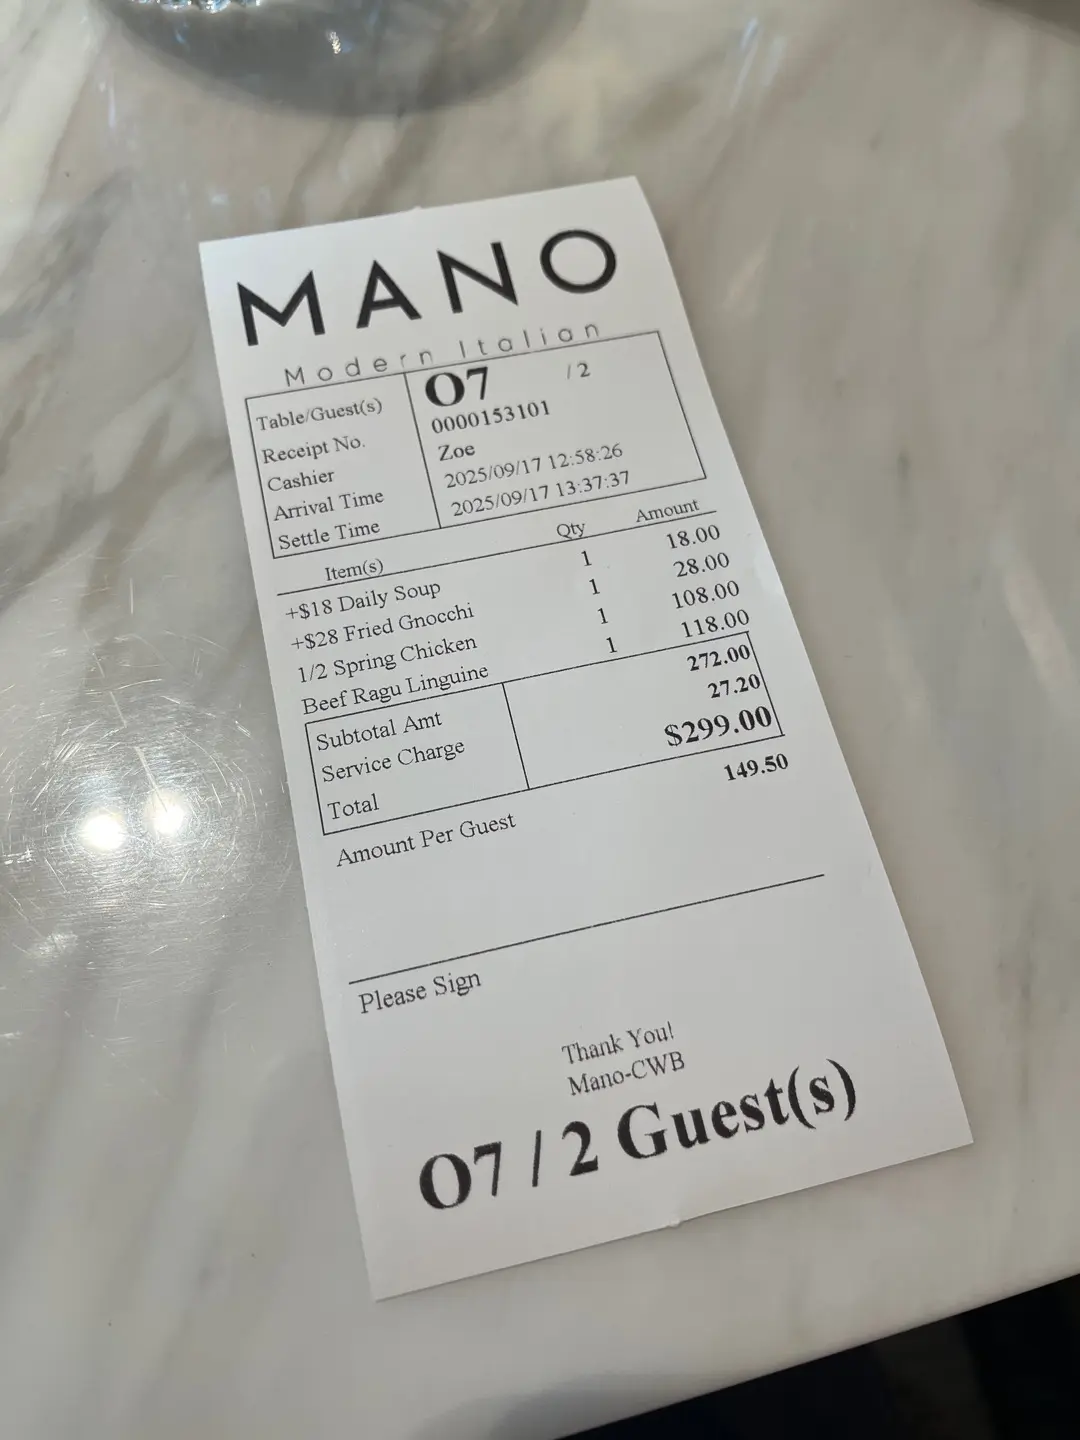 MANO
Modern Italian
Table/Guest(s) O7 / 2
Receipt No. 0000153101
Cashier Zoe
Arrival Time 2025/09/17 12:58:26
Settle Time 2025/09/17 13:37:37
Item(s) Qty Amount
+$18 Daily Soup 1 18.00
+$28 Fried Gnocchi 1 28.00
1/2 Spring Chicken 1 108.00
Beef Ragu Linguine 1 118.00
Subtotal Amt 272.00
Service Charge 27.20
Total $299.00
Amount Per Guest 149.50
Please Sign
Thank You!
Mano-CWB
O7 / 2 Guest(s)